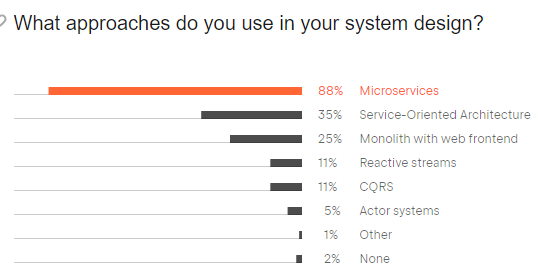 What approaches do you use in your system design?
88% Microservices
35% Service-Oriented Architecture
25% Monolith with web frontend
11% Reactive streams
11% CQRS
5% Actor systems
1% Other
2% None